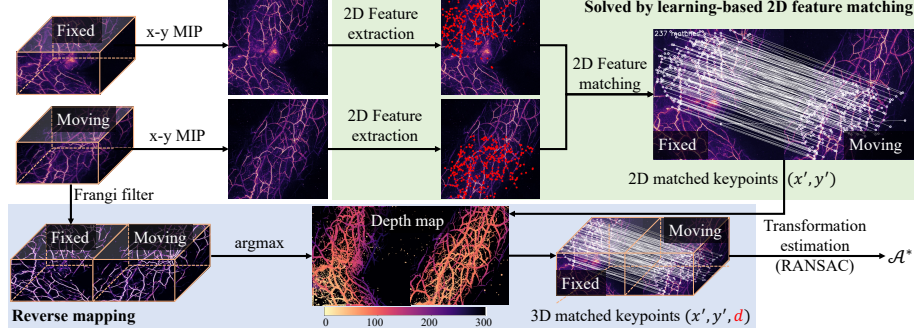 Solved by learning-based 2D feature matching
Fixed
x-y MIP
2D Feature
extraction
237 matched
2D Feature
matching
Moving
x-y MIP
2D Feature
extraction
Fixed
Moving
2D matched keypoints (x′, y′)
Frangi filter
Fixed
Moving
argmax
Depth map
Moving
Fixed
Transformation
estimation
(RANSAC)
𝒜*
0 100 200 300
Reverse mapping
3D matched keypoints (x′, y′, d)